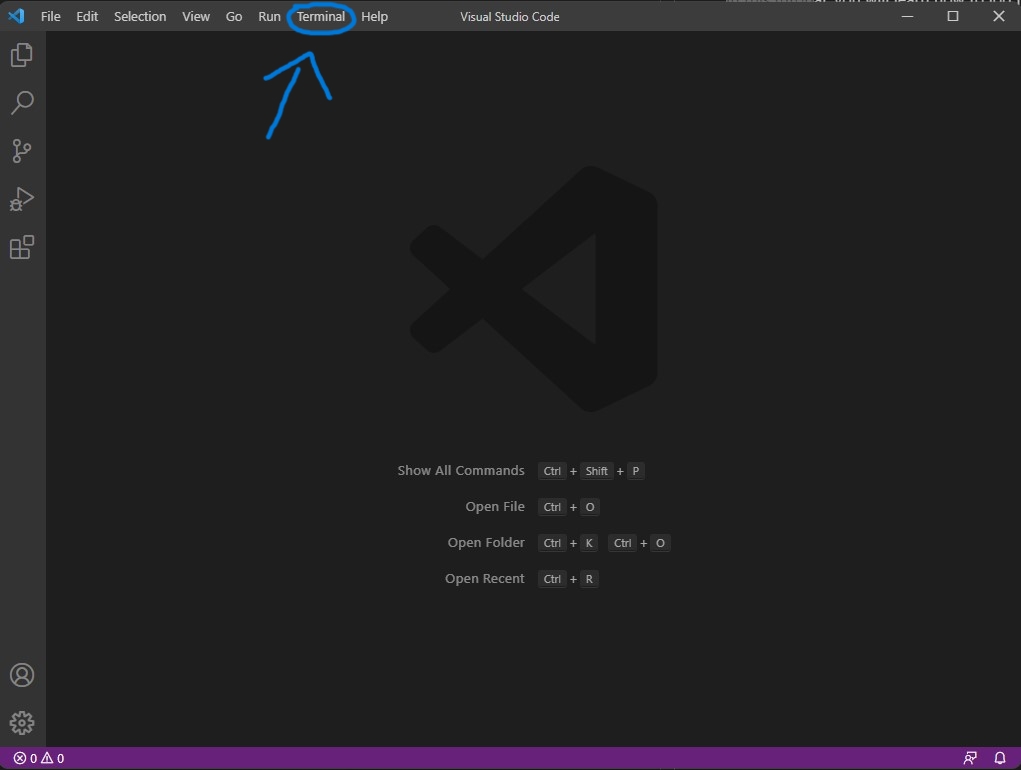 File Edit Selection View Go Run Terminal Help Visual Studio Code
Show All Commands Ctrl + Shift + P
Open File Ctrl + O
Open Folder Ctrl + K Ctrl + O
Open Recent Ctrl + R
0 0